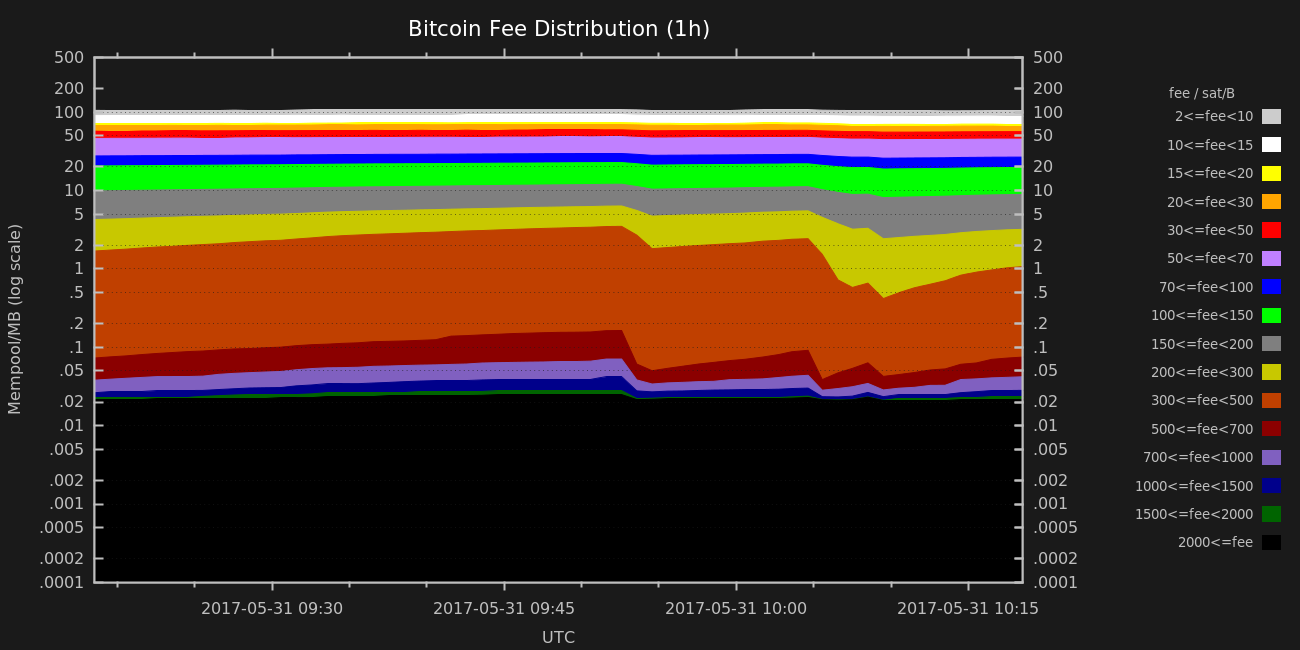 Bitcoin Fee Distribution (1h)
500 500
200 200
100 100
50 50
20 20
10 10
5 5
2 2
1 1
.5 .5
.2 .2
.1 .1
.05 .05
.02 .02
.01 .01
.005 .005
.002 .002
.001 .001
.0005 .0005
.0002 .0002
.0001 .0001
Mempool/MB (log scale)
2017-05-31 09:30 2017-05-31 09:45 2017-05-31 10:00 2017-05-31 10:15
UTC
fee / sat/B
2<=fee<10
10<=fee<15
15<=fee<20
20<=fee<30
30<=fee<50
50<=fee<70
70<=fee<100
100<=fee<150
150<=fee<200
200<=fee<300
300<=fee<500
500<=fee<700
700<=fee<1000
1000<=fee<1500
1500<=fee<2000
2000<=fee